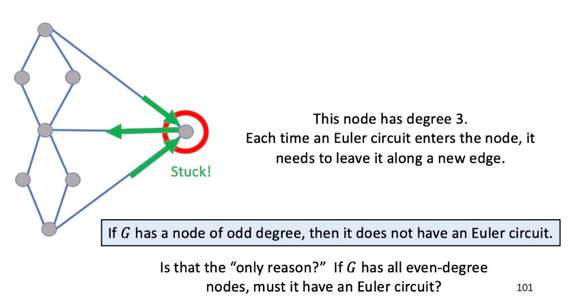 This node has degree 3.
Each time an Euler circuit enters the node, it
needs to leave it along a new edge.
Stuck!
If G has a node of odd degree, then it does not have an Euler circuit.
Is that the “only reason?” If G has all even-degree
nodes, must it have an Euler circuit?
101